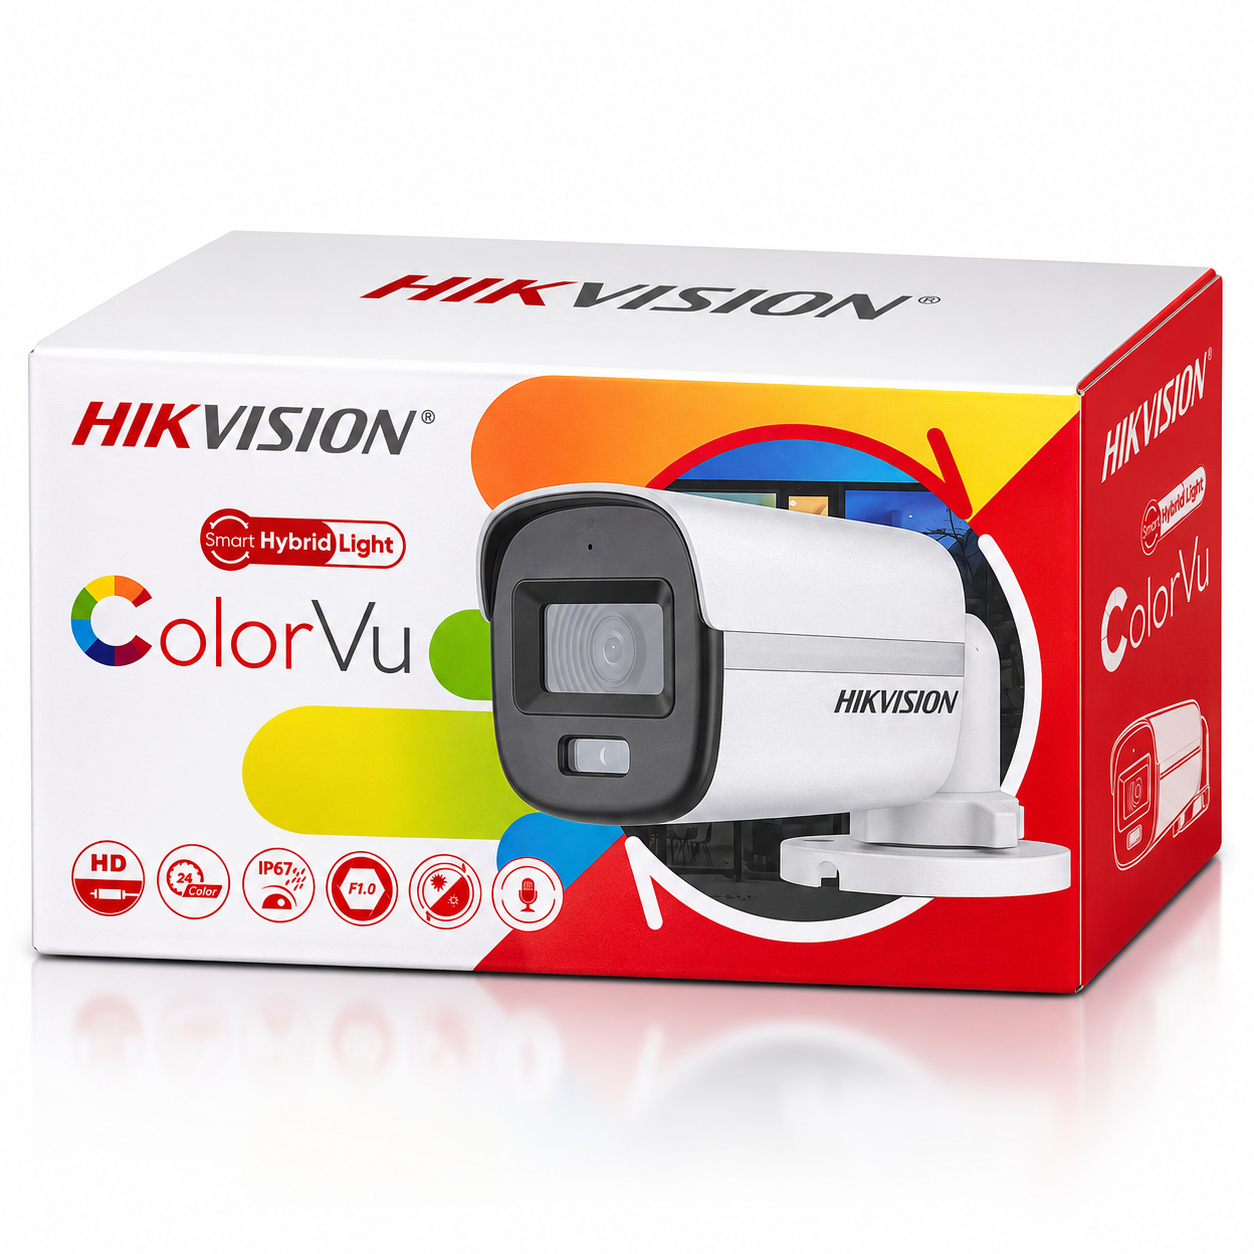 HIKVISION®
HIKVISION®
Smart Hybrid Light
ColorVu
HIKVISION
HD
24
Color
IP67
F1.0
HIKVISION®
Smart Hybrid Light
ColorVu